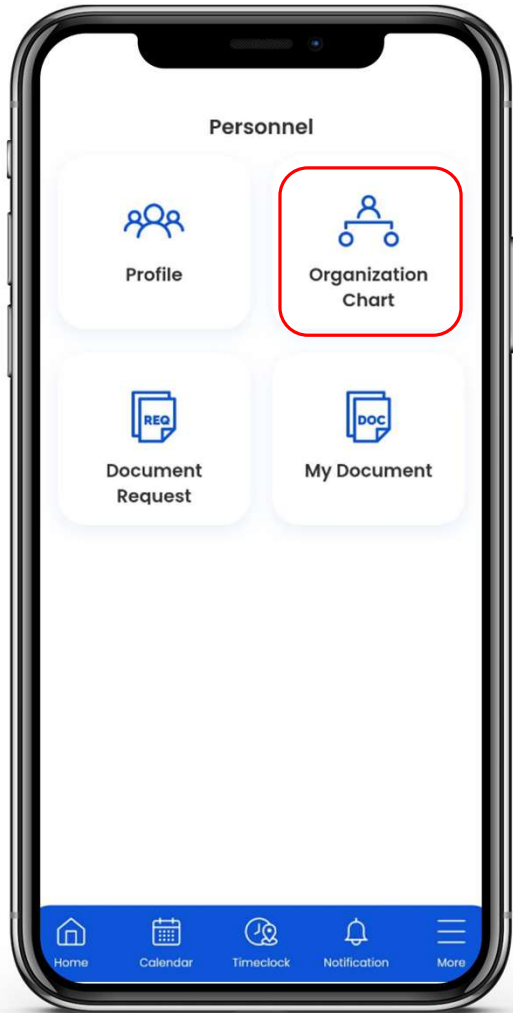 Personnel
Profile
Organization
Chart
REQ
DOC
Document
Request
My Document
Home
Calendar
Timeclock
Notification
More